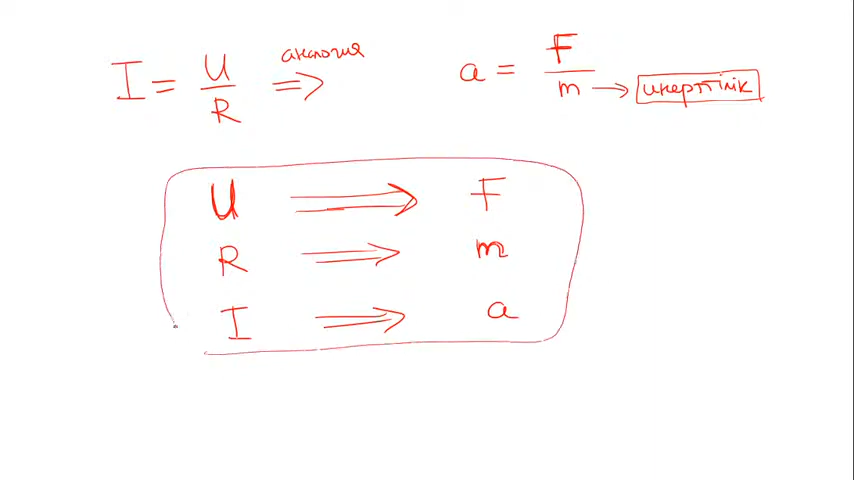 I = U/R ⇒ аналогия a = F/m → инерттілік
U ⇒ F
R ⇒ m
I ⇒ a